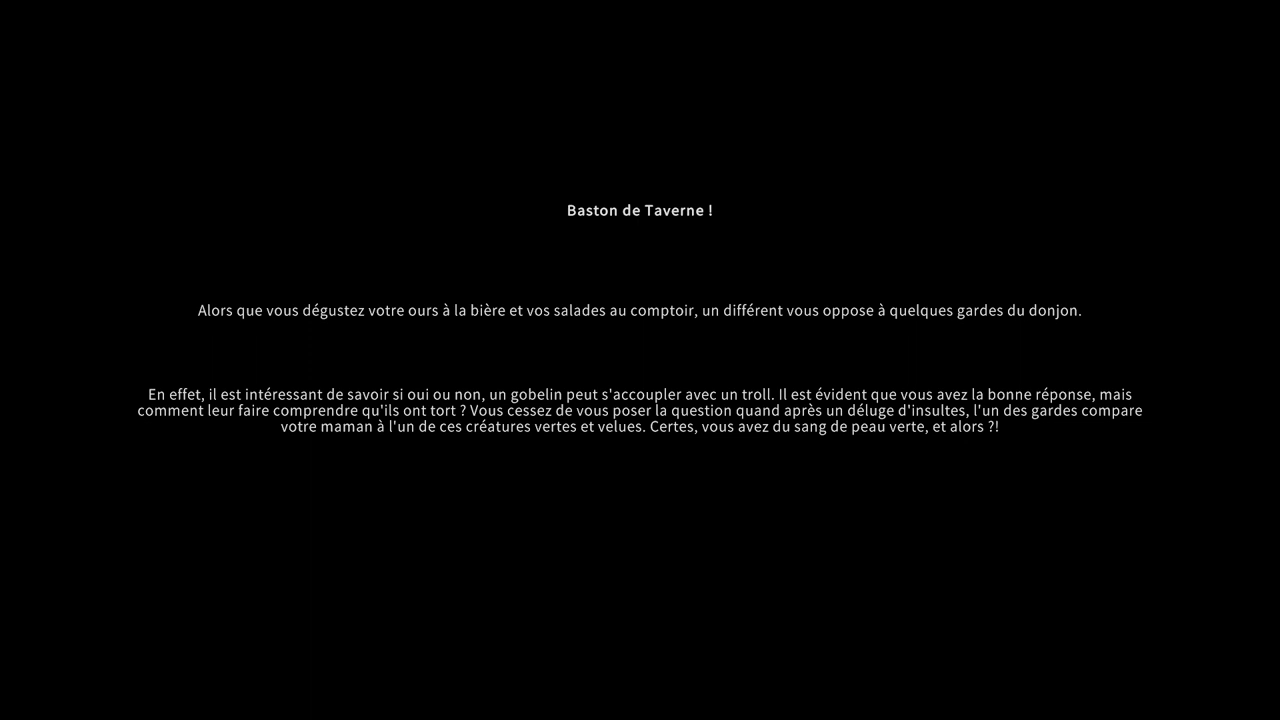 Baston de Taverne !
Alors que vous dégustez votre ours à la bière et vos salades au comptoir, un différent vous oppose à quelques gardes du donjon.
En effet, il est intéressant de savoir si oui ou non, un gobelin peut s'accoupler avec un troll. Il est évident que vous avez la bonne réponse, mais
comment leur faire comprendre qu'ils ont tort ? Vous cessez de vous poser la question quand après un déluge d'insultes, l'un des gardes compare
votre maman à l'un de ces créatures vertes et velues. Certes, vous avez du sang de peau verte, et alors ?!